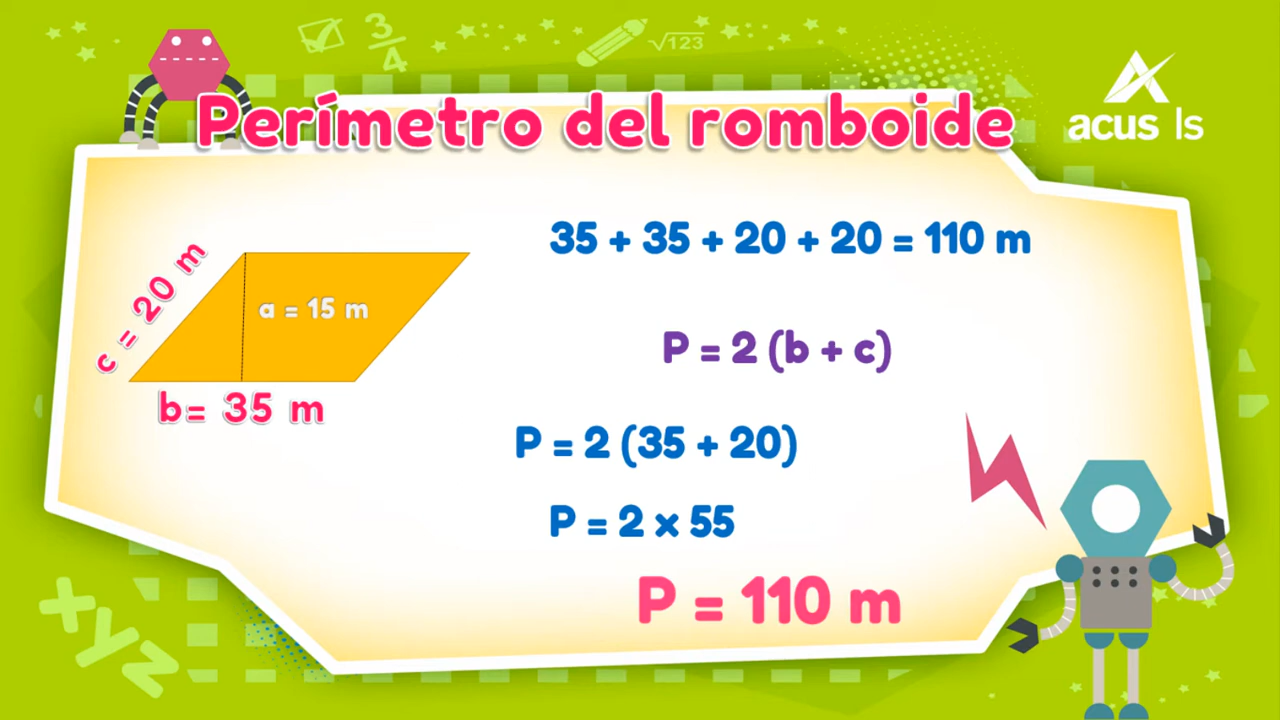 3/4
√123
Perímetro del romboide
acus ls
c = 20 m
a = 15 m
b= 35 m
35 + 35 + 20 + 20 = 110 m
P = 2 (b + c)
P = 2 (35 + 20)
P = 2 x 55
P = 110 m
+yz